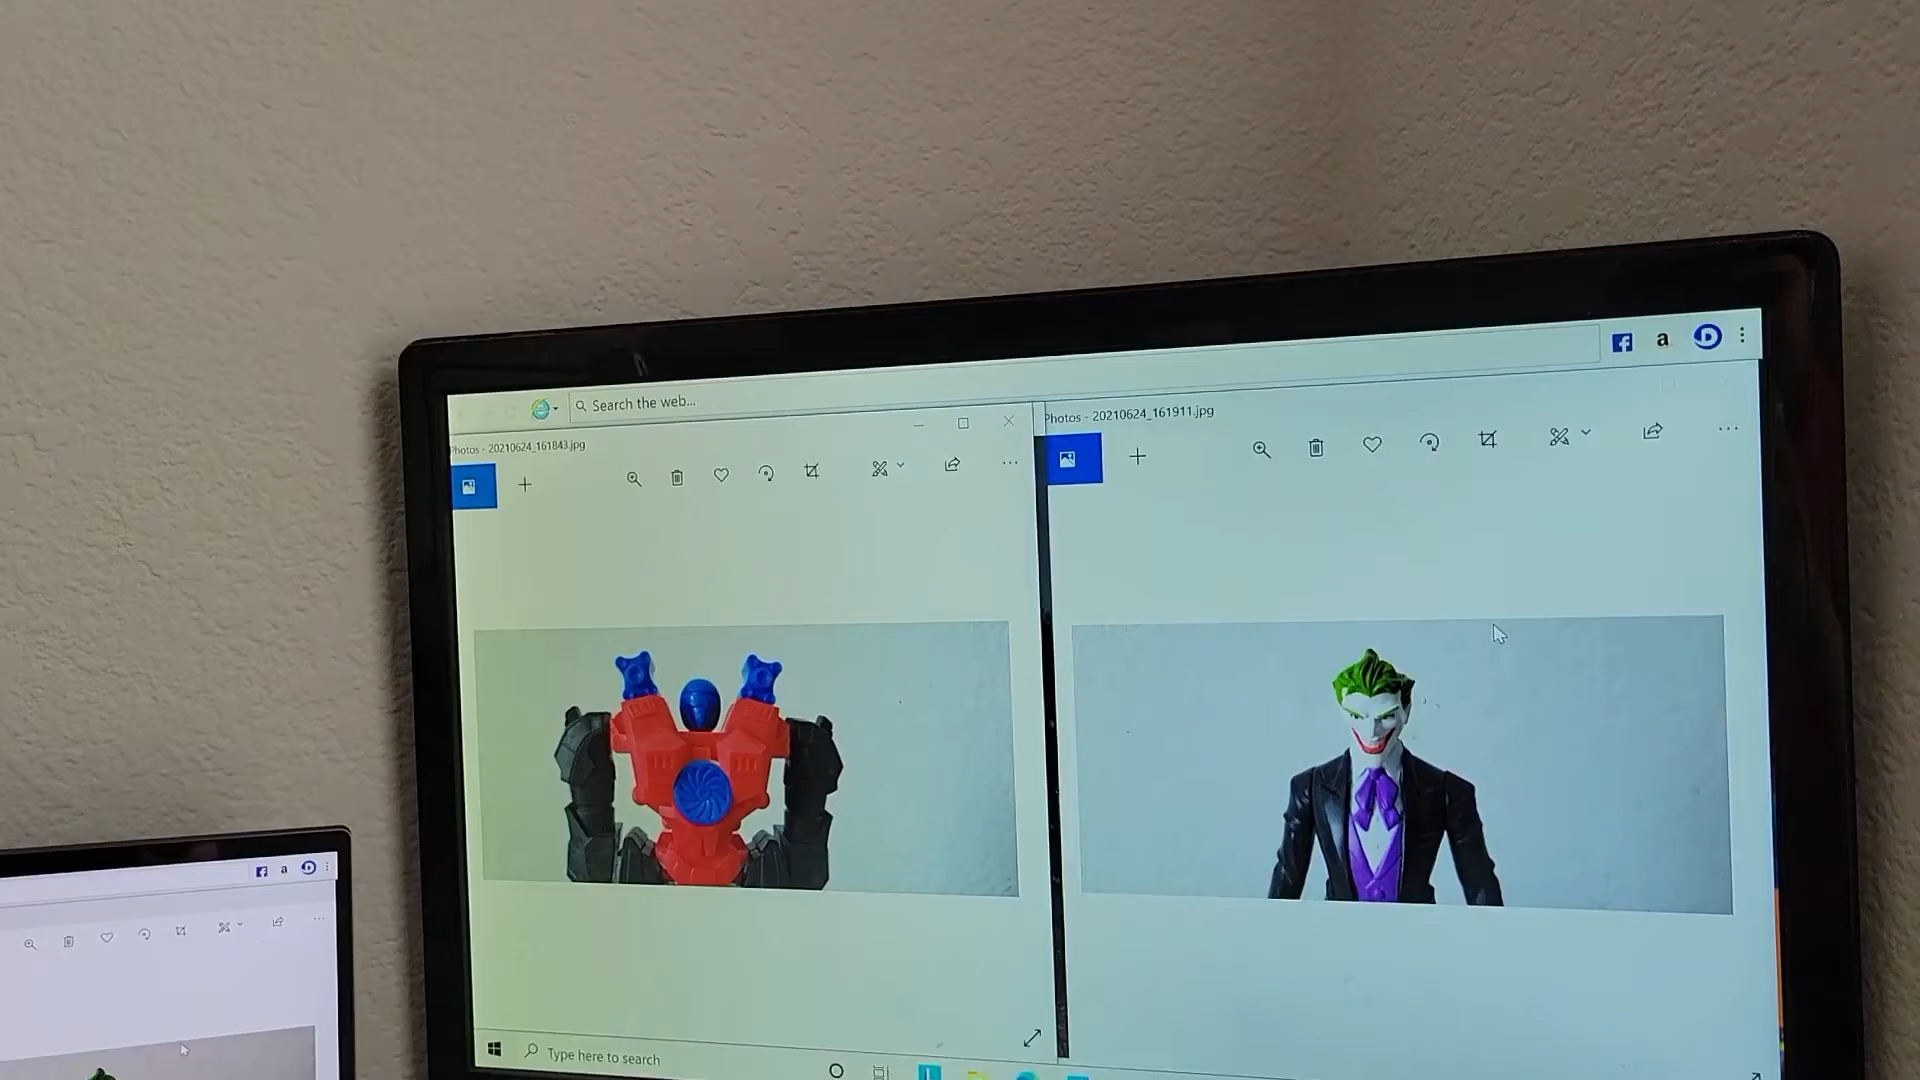 Search the web...
a
Photos - 20210624_161843.jpg
Photos - 20210624_161911.jpg
Type here to search
a